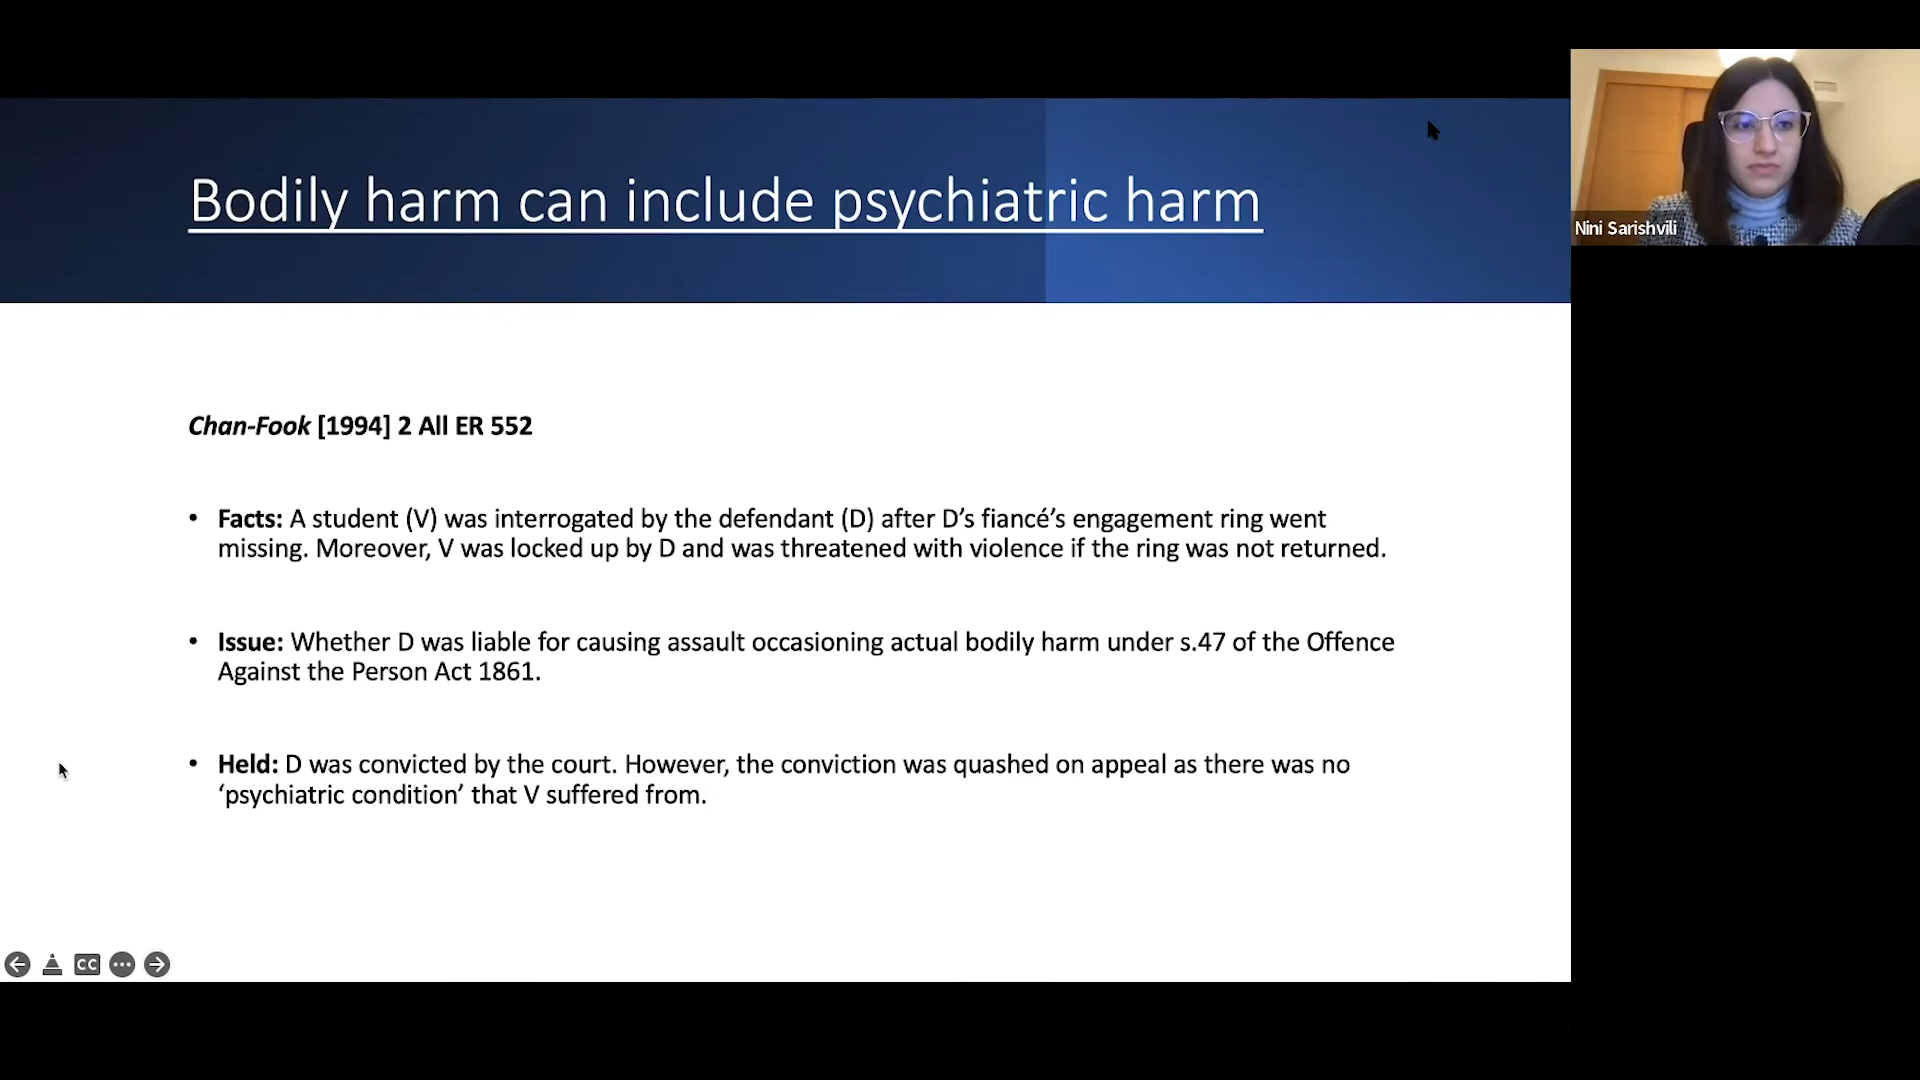 Bodily harm can include psychiatric harm
Nini Sarishvili
Chan-Fook [1994] 2 All ER 552
• Facts: A student (V) was interrogated by the defendant (D) after D’s fiancé’s engagement ring went
missing. Moreover, V was locked up by D and was threatened with violence if the ring was not returned.
• Issue: Whether D was liable for causing assault occasioning actual bodily harm under s.47 of the Offence
Against the Person Act 1861.
• Held: D was convicted by the court. However, the conviction was quashed on appeal as there was no
‘psychiatric condition’ that V suffered from.
CC